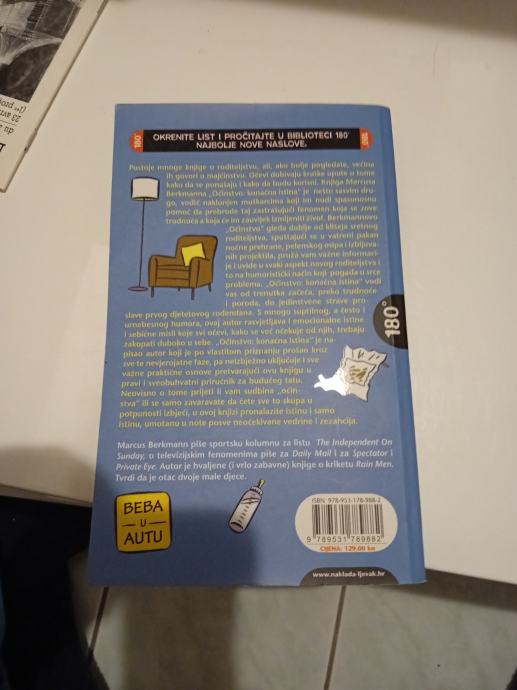 180°
OKRENITE LIST I PROČITAJTE U BIBLIOTECI 180°
NAJBOLJE NOVE NASLOVE.
180°
Postoje mnoge knjige o roditeljstvu, ali, ako bolje pogledate, većina
ih govori o majčinstvu. Očevi dobivaju kratke upute o tome
kako da se ponašaju i kako da budu korisni. Knjiga Marcusa
Berkmanna „Očinstvo: konačna istina" je nešto sasvim dru-
go, vodič naklonjen muškarcima koji im nudi spasonosnu
pomoć da prebrode taj zastrašujući fenomen koja se zove
trudnoća a koja će im zauvijek izmijeniti život. Berkmannovo
„Očinstvo" gleda dublje od klišeja sretnog
roditeljstva, spuštajući se u vatreni pakao
noćne prehrane, pelenskog osipa i izbljuva-
nih projektila, pruža vam važne informaci-
je i uvide u svaki aspekt novog roditeljstva i
to na humoristički način koji pogađa u srce
problema. „Očinstvo: konačna istina" vodi
vas od trenutka začeća, preko trudnoće
i poroda, do jedinstvene strave pro-
slave prvog djetetovog rođendana. S mnogo suptilnog, a često i
urnebesnog humora, ovaj autor rasvjetljava i emocionalne istine
i sebične misli koje svi očevi, kako se već očekuje od njih, trebaju
zakopati duboko u sebe. „Očinstvo: konačna istina" je na-
pisao autor koji je po vlastitom priznanju prošao kroz
sve te nevjerojatne faze, pa neizbježno uključuje i sve
važne praktične osnove pretvarajući ovu knjigu u
pravi i sveobuhvatni priručnik za budućeg tatu.
Neovisno o tome prijeti li vam sudbina „očin-
stva" ili se samo zavaravate da ćete sve to skupa u
potpunosti izbjeći, u ovoj knjizi pronalazite istinu i samo
istinu, umotanu u note posve neočekivane vedrine i zezancija.
180°
Marcus Berkmann piše sportsku kolumnu za listu The Independent On
Sunday, o televizijskim fenomenima piše za Daily Mail i za Spectator i
Private Eye. Autor je hvaljene (i vrlo zabavne) knjige o kriketu Rain Men.
Tvrdi da je otac dvoje male djece.
BEBA
U
AUTU
ISBN 978-953-178-988-2
9 789531 789882
CIJENA: 129,00 kn
www.naklada-ljevak.hr